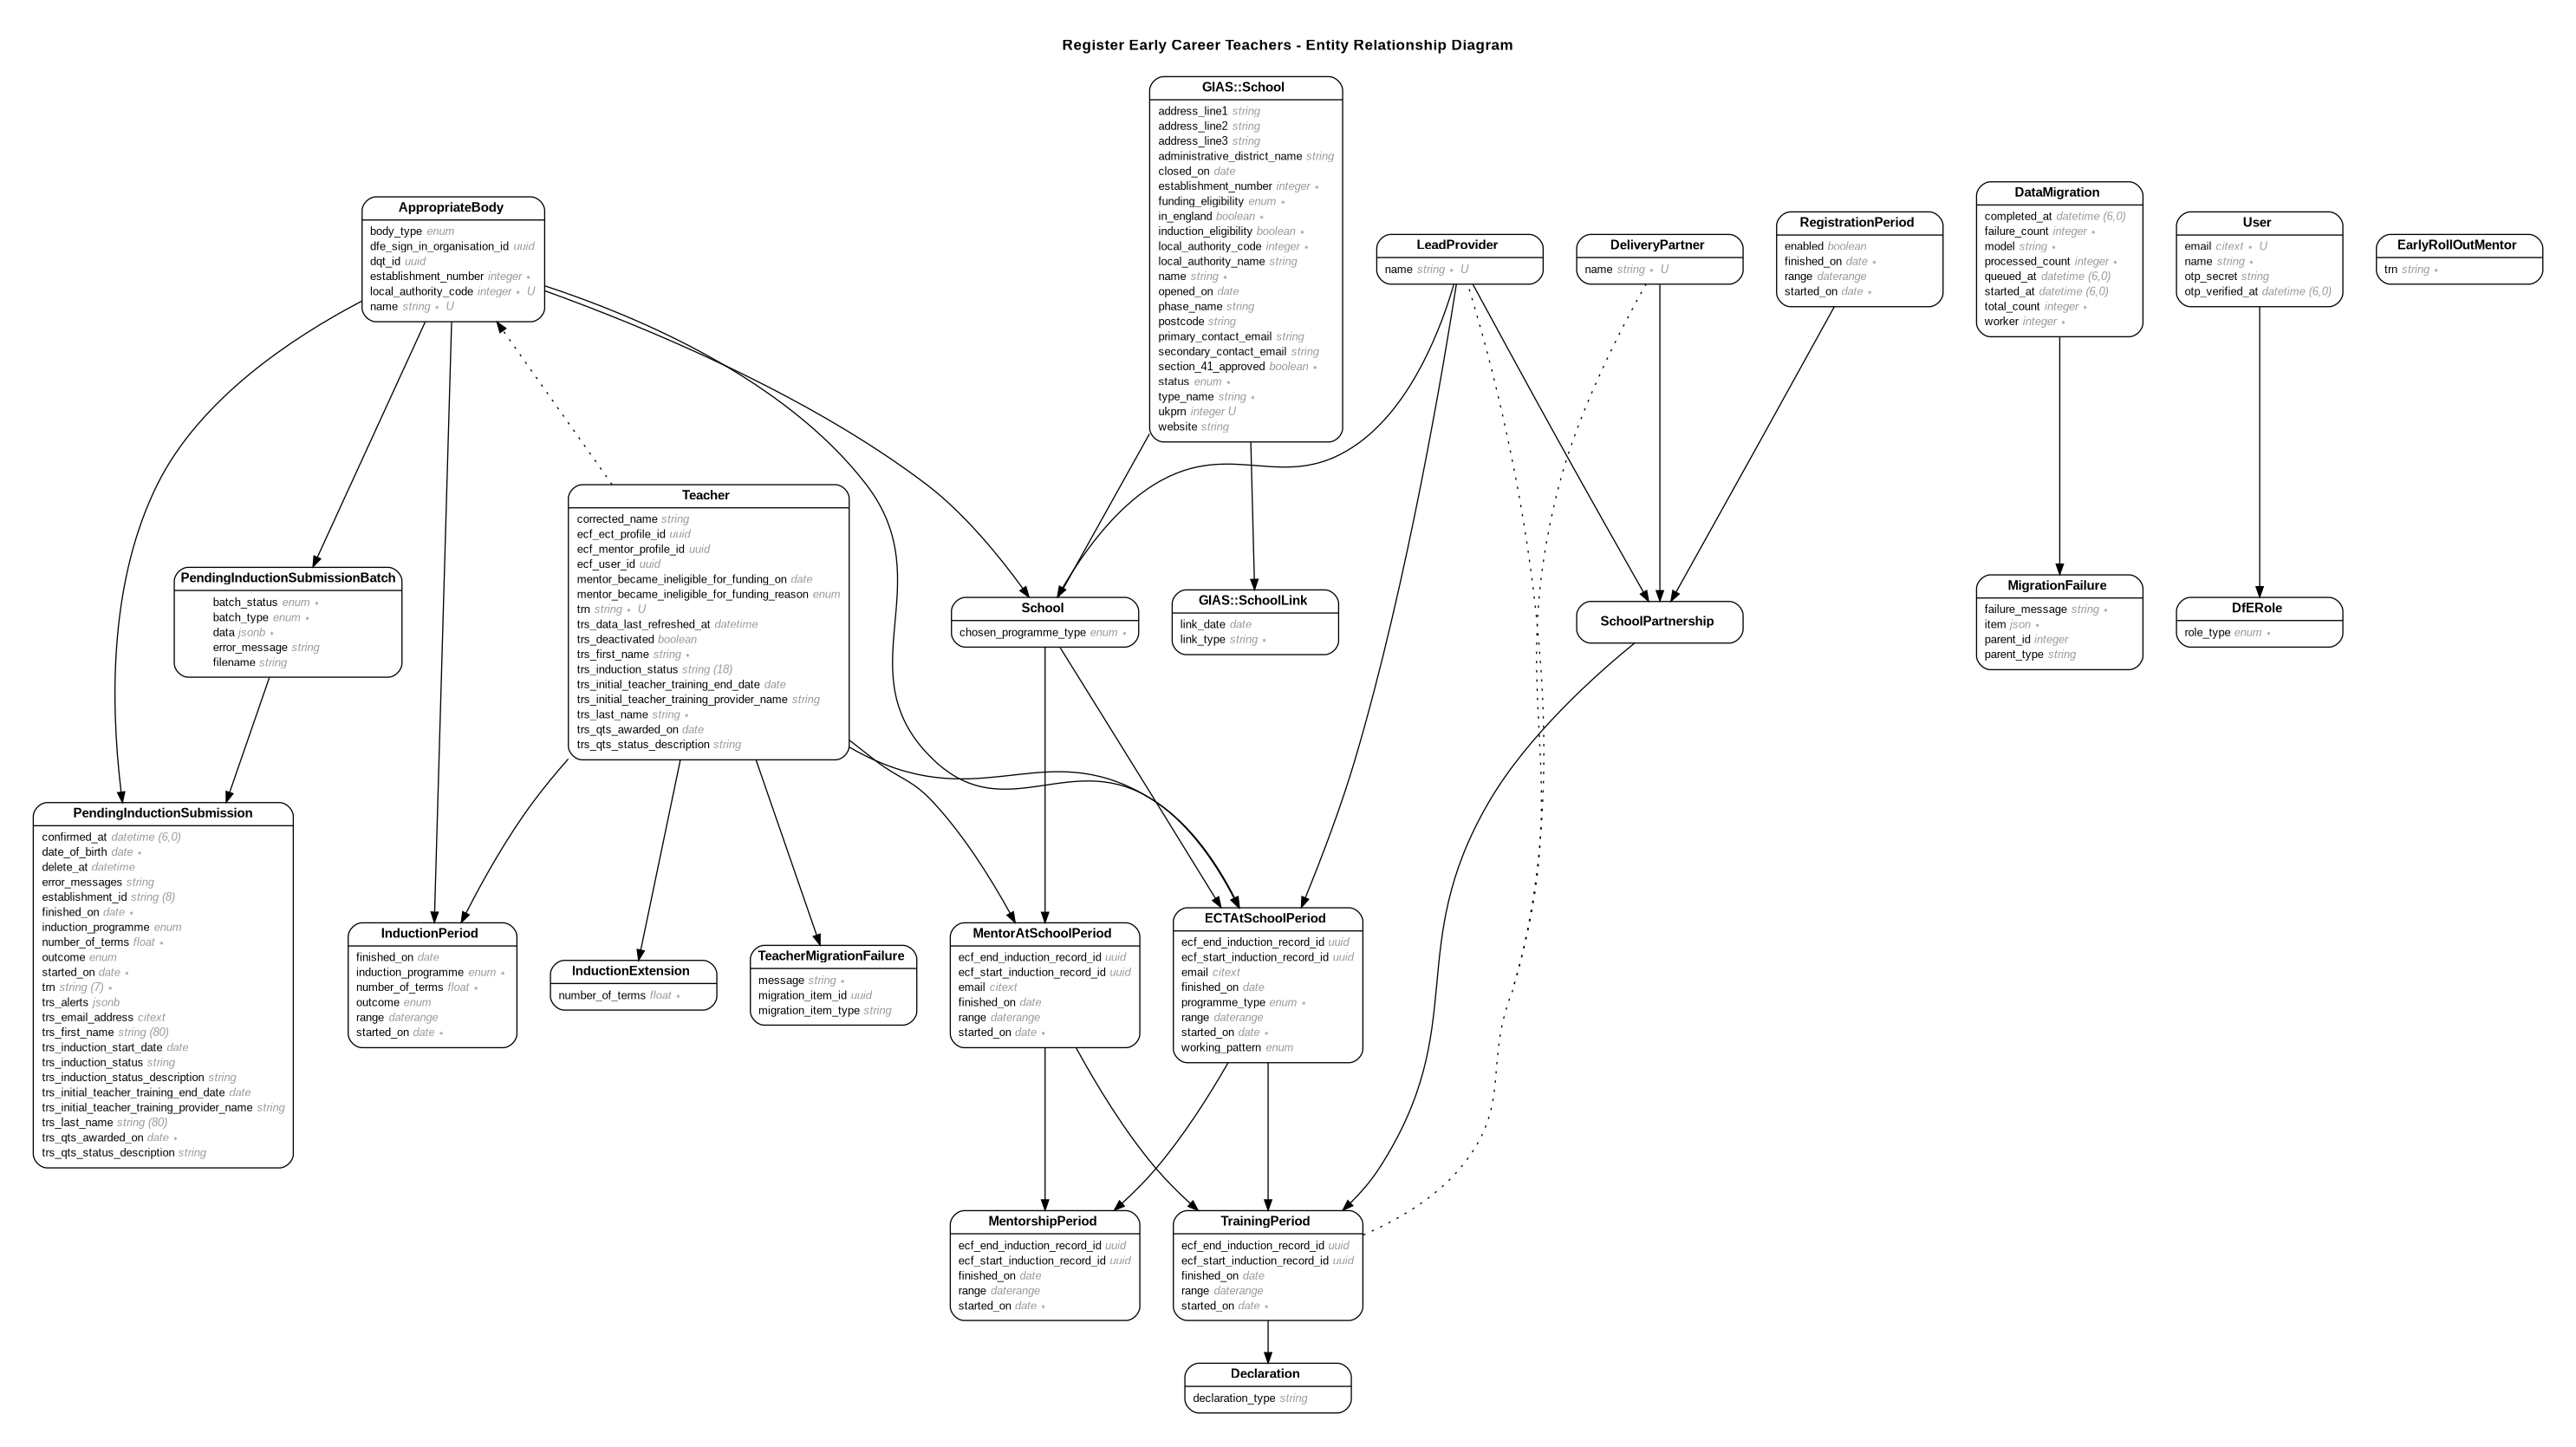 Register Early Career Teachers - Entity Relationship Diagram
GIAS::School
address_line1 string
address_line2 string
address_line3 string
administrative_district_name string
closed_on date
establishment_number integer ∗
funding_eligibility enum ∗
in_england boolean ∗
induction_eligibility boolean ∗
local_authority_code integer ∗
local_authority_name string
name string ∗
opened_on date
phase_name string
postcode string
primary_contact_email string
secondary_contact_email string
section_41_approved boolean ∗
status enum ∗
type_name string ∗
ukprn integer U
website string
AppropriateBody
body_type enum
dfe_sign_in_organisation_id uuid
dqt_id uuid
establishment_number integer ∗
local_authority_code integer ∗ U
name string ∗ U
LeadProvider
name string ∗ U
DeliveryPartner
name string ∗ U
RegistrationPeriod
enabled boolean
finished_on date ∗
range daterange
started_on date ∗
DataMigration
completed_at datetime (6,0)
failure_count integer ∗
model string ∗
processed_count integer ∗
queued_at datetime (6,0)
started_at datetime (6,0)
total_count integer ∗
worker integer ∗
User
email citext ∗ U
name string ∗
otp_secret string
otp_verified_at datetime (6,0)
EarlyRollOutMentor
trn string ∗
Teacher
corrected_name string
ecf_ect_profile_id uuid
ecf_mentor_profile_id uuid
ecf_user_id uuid
mentor_became_ineligible_for_funding_on date
mentor_became_ineligible_for_funding_reason enum
trn string ∗ U
trs_data_last_refreshed_at datetime
trs_deactivated boolean
trs_first_name string ∗
trs_induction_status string (18)
trs_initial_teacher_training_end_date date
trs_initial_teacher_training_provider_name string
trs_last_name string ∗
trs_qts_awarded_on date
trs_qts_status_description string
PendingInductionSubmissionBatch
batch_status enum ∗
batch_type enum ∗
data jsonb ∗
error_message string
filename string
School
chosen_programme_type enum ∗
GIAS::SchoolLink
link_date date
link_type string ∗
SchoolPartnership
MigrationFailure
failure_message string ∗
item json ∗
parent_id integer
parent_type string
DfERole
role_type enum ∗
PendingInductionSubmission
confirmed_at datetime (6,0)
date_of_birth date ∗
delete_at datetime
error_messages string
establishment_id string (8)
finished_on date ∗
induction_programme enum
number_of_terms float ∗
outcome enum
started_on date ∗
trn string (7) ∗
trs_alerts jsonb
trs_email_address citext
trs_first_name string (80)
trs_induction_start_date date
trs_induction_status string
trs_induction_status_description string
trs_initial_teacher_training_end_date date
trs_initial_teacher_training_provider_name string
trs_last_name string (80)
trs_qts_awarded_on date ∗
trs_qts_status_description string
InductionPeriod
finished_on date
induction_programme enum ∗
number_of_terms float ∗
outcome enum
range daterange
started_on date ∗
InductionExtension
number_of_terms float ∗
TeacherMigrationFailure
message string ∗
migration_item_id uuid
migration_item_type string
MentorAtSchoolPeriod
ecf_end_induction_record_id uuid
ecf_start_induction_record_id uuid
email citext
finished_on date
range daterange
started_on date ∗
ECTAtSchoolPeriod
ecf_end_induction_record_id uuid
ecf_start_induction_record_id uuid
email citext
finished_on date
programme_type enum ∗
range daterange
started_on date ∗
working_pattern enum
MentorshipPeriod
ecf_end_induction_record_id uuid
ecf_start_induction_record_id uuid
finished_on date
range daterange
started_on date ∗
TrainingPeriod
ecf_end_induction_record_id uuid
ecf_start_induction_record_id uuid
finished_on date
range daterange
started_on date ∗
Declaration
declaration_type string